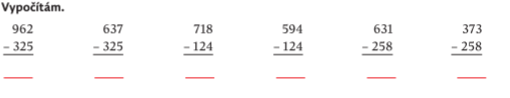 Vypočítám.
962 637 718 594 631 373
– 325 – 325 – 124 – 124 – 258 – 258